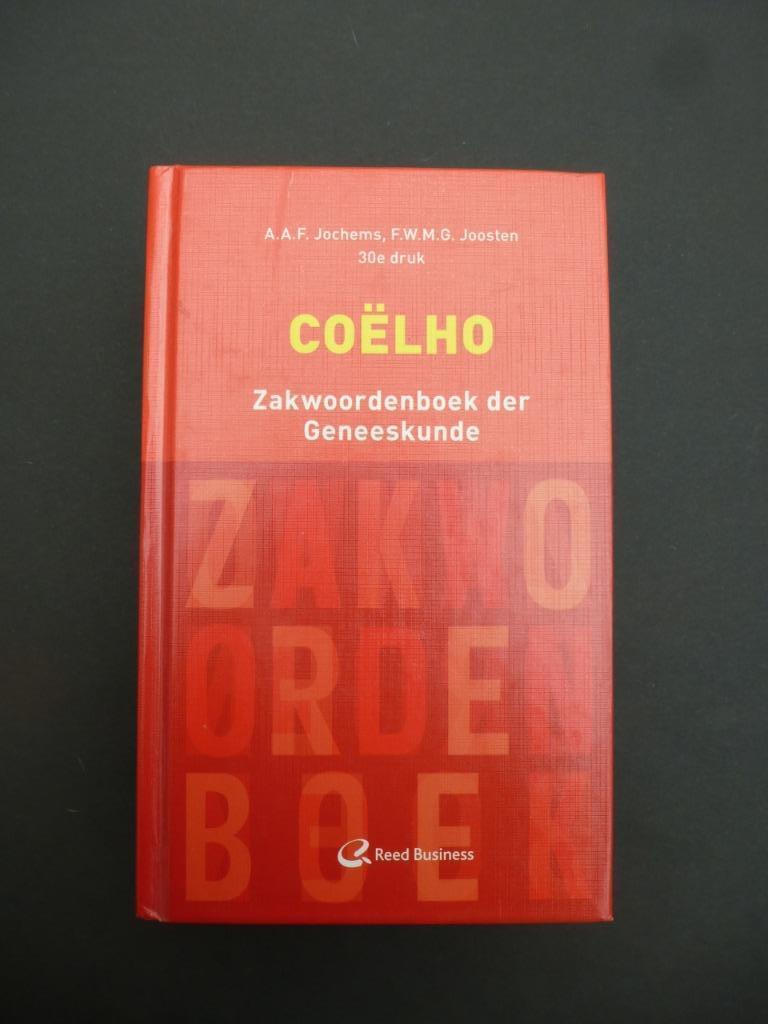 A.A.F. Jochems, F.W.M.G. Joosten
30e druk
COËLHO
Zakwoordenboek der
Geneeskunde
ZAKWO
ORDEN
BOEK
Reed Business